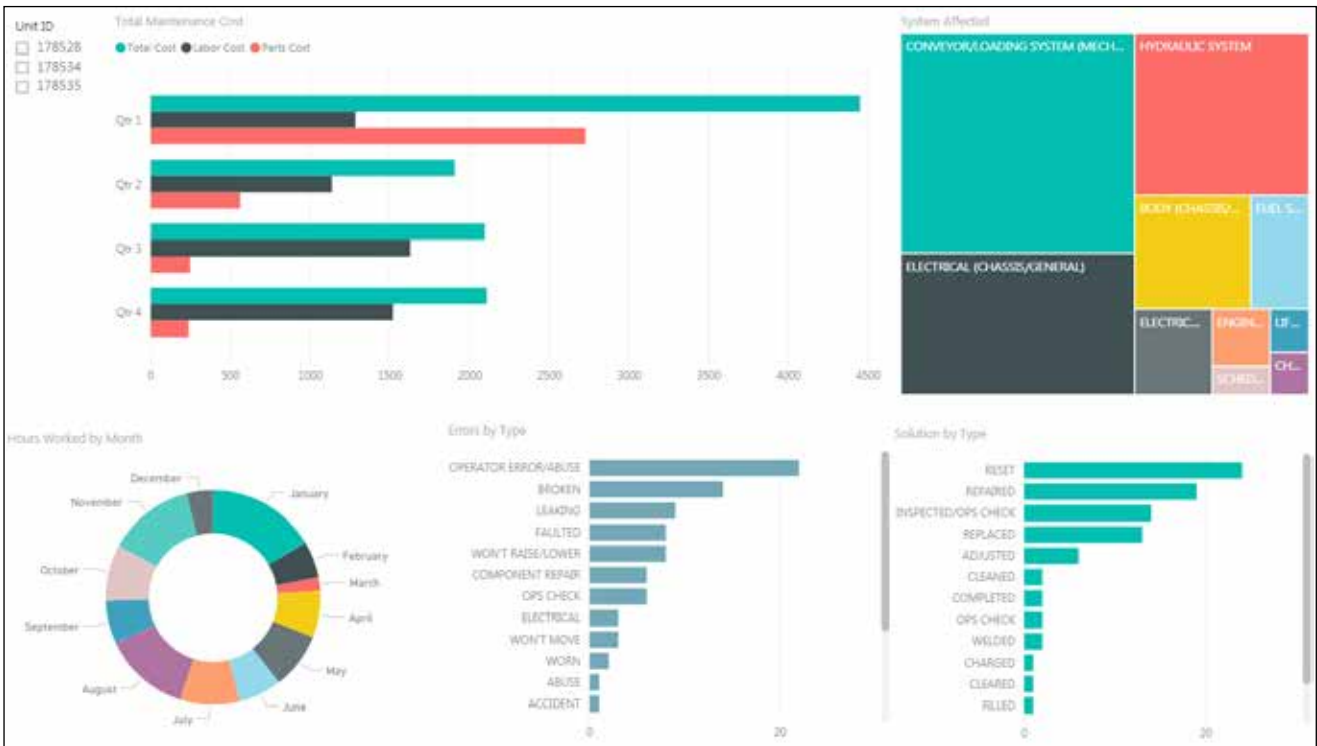 Unit ID
178528
178534
178535
Total Maintenance Cost
Total Cost Labor Cost Parts Cost
Qtr 1
Qtr 2
Qtr 3
Qtr 4
0 500 1000 1500 2000 2500 3000 3500 4000 4500
System Affected
CONVEYOR/LOADING SYSTEM (MECH...
HYDRAULIC SYSTEM
BODY (CHASSIS/...
FUEL S...
ELECTRICAL (CHASSIS/GENERAL)
ELECTRIC...
ENGIN...
LIF...
SCHED...
CH...
Hours Worked by Month
December
January
November
February
October
March
April
September
May
August
June
July
Errors by Type
OPERATOR ERROR/ABUSE
BROKEN
LEAKING
FAULTED
WON'T RAISE/LOWER
COMPONENT REPAIR
OPS CHECK
ELECTRICAL
WON'T MOVE
WORN
ABUSE
ACCIDENT
0 20
Solution by Type
RESET
REPAIRED
INSPECTED/OPS CHECK
REPLACED
ADJUSTED
CLEANED
COMPLETED
OPS CHECK
WELDED
CHARGED
CLEARED
FILLED
0 20